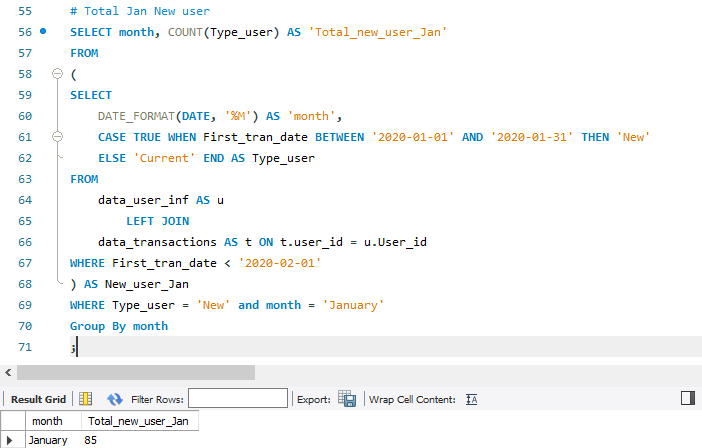 55 # Total Jan New user
56 SELECT month, COUNT(Type_user) AS 'Total_new_user_Jan'
57 FROM
58 (
59 SELECT
60 DATE_FORMAT(DATE, '%M') AS 'month',
61 CASE TRUE WHEN First_tran_date BETWEEN '2020-01-01' AND '2020-01-31' THEN 'New'
62 ELSE 'Current' END AS Type_user
63 FROM
64 data_user_inf AS u
65 LEFT JOIN
66 data_transactions AS t ON t.user_id = u.User_id
67 WHERE First_tran_date < '2020-02-01'
68 ) AS New_user_Jan
69 WHERE Type_user = 'New' and month = 'January'
70 Group By month
71 ;
Result Grid Filter Rows: Export: Wrap Cell Content: IA
month Total_new_user_Jan
January 85